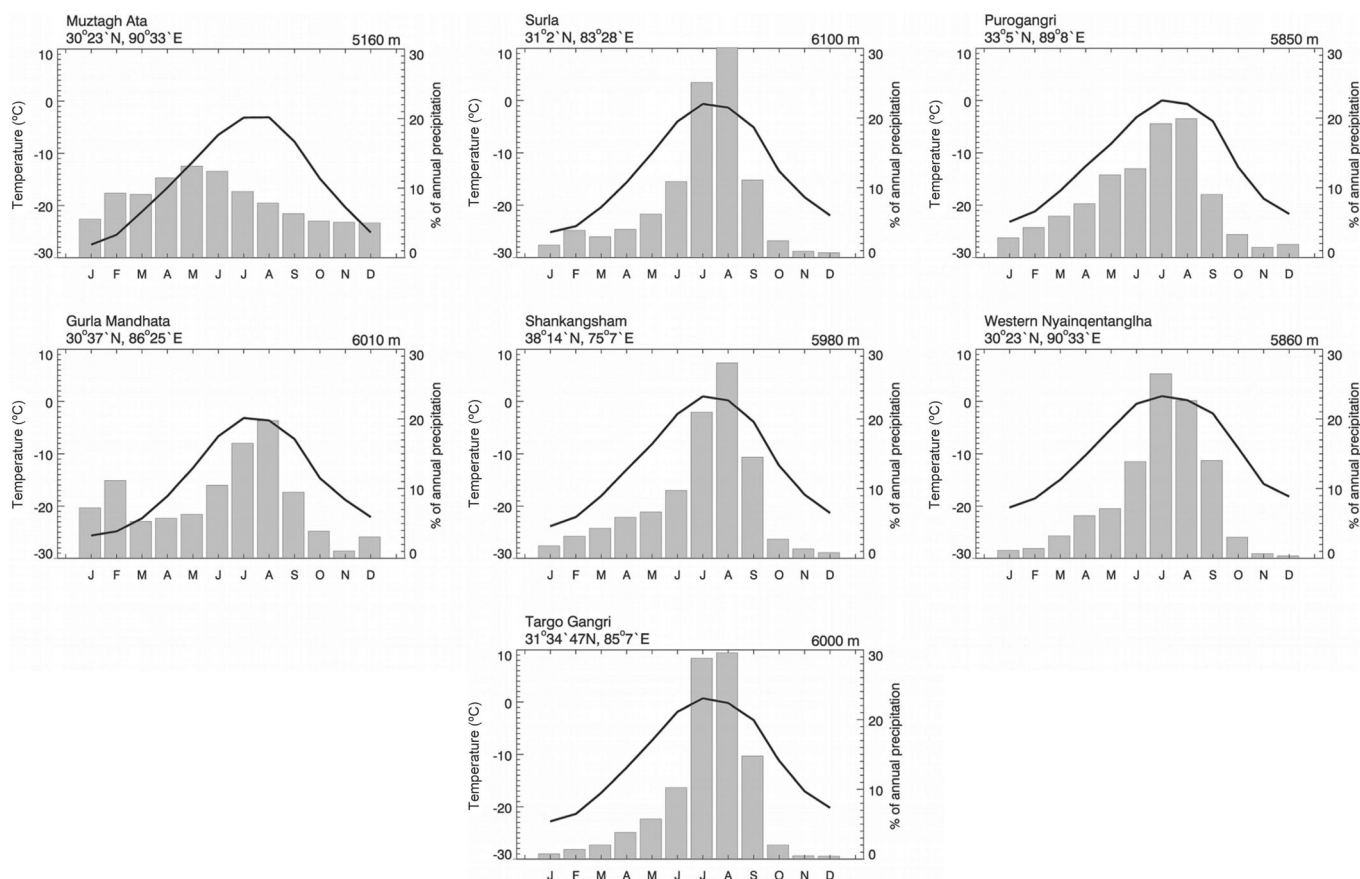 Muztagh Ata
30°23`N, 90°33`E 5160 m
10
0
-10
-20
-30
Temperature (°C)
30
20
10
0
% of annual precipitation
J F M A M J J A S O N D
Surla
31°2`N, 83°28`E 6100 m
10
0
-10
-20
-30
Temperature (°C)
30
20
10
0
% of annual precipitation
J F M A M J J A S O N D
Purogangri
33°5`N, 89°8`E 5850 m
10
0
-10
-20
-30
Temperature (°C)
30
20
10
0
% of annual precipitation
J F M A M J J A S O N D
Gurla Mandhata
30°37`N, 86°25`E 6010 m
10
0
-10
-20
-30
Temperature (°C)
30
20
10
0
% of annual precipitation
J F M A M J J A S O N D
Shankangsham
38°14`N, 75°7`E 5980 m
10
0
-10
-20
-30
Temperature (°C)
30
20
10
0
% of annual precipitation
J F M A M J J A S O N D
Western Nyainqentanglha
30°23`N, 90°33`E 5860 m
10
0
-10
-20
-30
Temperature (°C)
30
20
10
0
% of annual precipitation
J F M A M J J A S O N D
Targo Gangri
31°34`47N, 85°7`E 6000 m
10
0
-10
-20
-30
Temperature (°C)
30
20
10
0
% of annual precipitation
J F M A M J J A S O N D